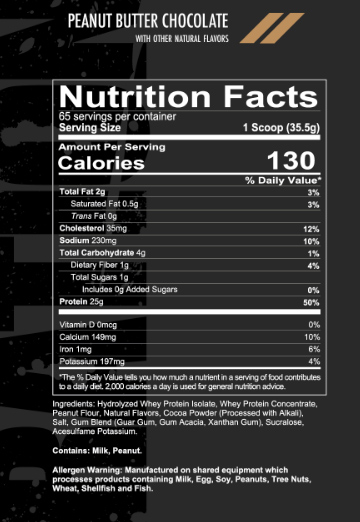 PEANUT BUTTER CHOCOLATE
WITH OTHER NATURAL FLAVORS
Nutrition Facts
65 servings per container
Serving Size 1 Scoop (35.5g)
Amount Per Serving
Calories 130
% Daily Value*
Total Fat 2g 3%
Saturated Fat 0.5g 3%
Trans Fat 0g
Cholesterol 35mg 12%
Sodium 230mg 10%
Total Carbohydrate 4g 1%
Dietary Fiber 1g 4%
Total Sugars 1g
Includes 0g Added Sugars 0%
Protein 25g 50%
Vitamin D 0mcg 0%
Calcium 149mg 10%
Iron 1mg 6%
Potassium 197mg 4%
*The % Daily Value tells you how much a nutrient in a serving of food contributes
to a daily diet. 2,000 calories a day is used for general nutrition advice.
Ingredients: Hydrolyzed Whey Protein Isolate, Whey Protein Concentrate,
Peanut Flour, Natural Flavors, Cocoa Powder (Processed with Alkali),
Salt, Gum Blend (Guar Gum, Gum Acacia, Xanthan Gum), Sucralose,
Acesulfame Potassium.
Contains: Milk, Peanut.
Allergen Warning: Manufactured on shared equipment which
processes products containing Milk, Egg, Soy, Peanuts, Tree Nuts,
Wheat, Shellfish and Fish.